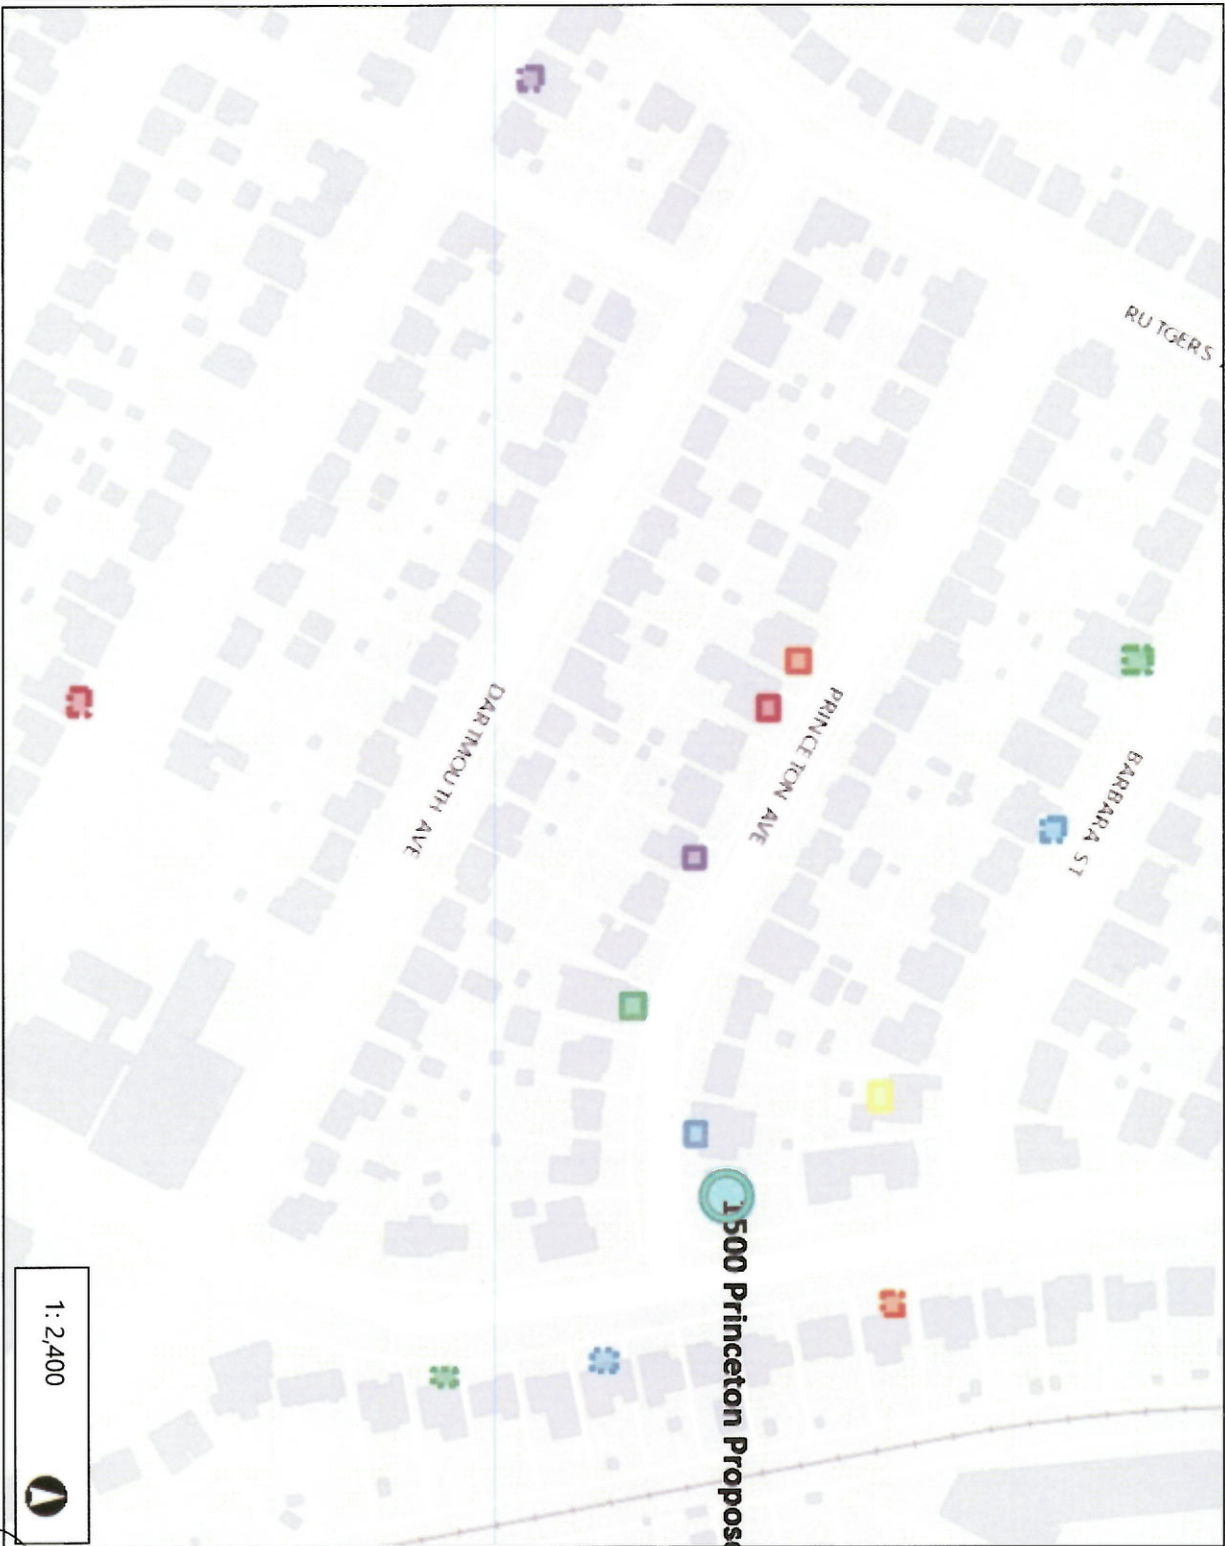 RUTGERS
BARBARA ST
PRINCETON AVE
DARTMOUTH AVE
1500 Princeton Propos
1: 2,400